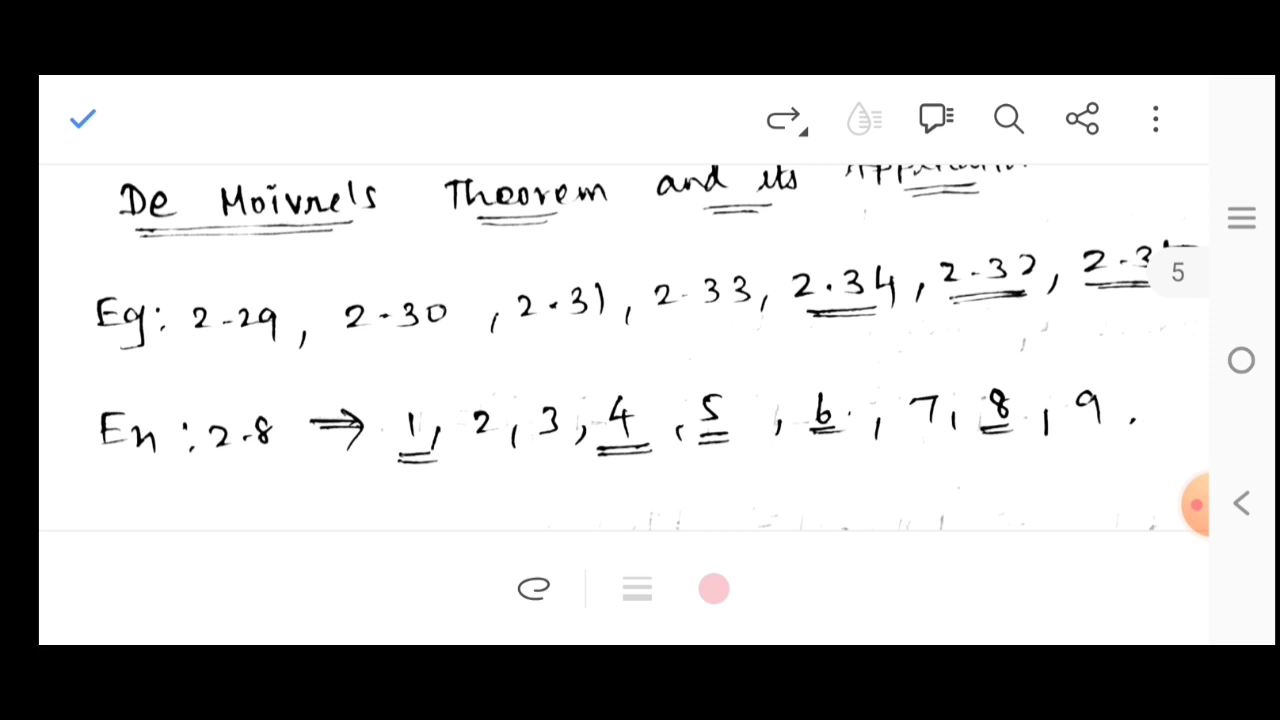 De Moivre's Theorem and its
Eg: 2.29, 2.30, 2.31, 2.33, 2.34, 2.32,
5
Ex: 2.8 ⇒ 1, 2, 3, 4, 5, 6, 7, 8, 9.